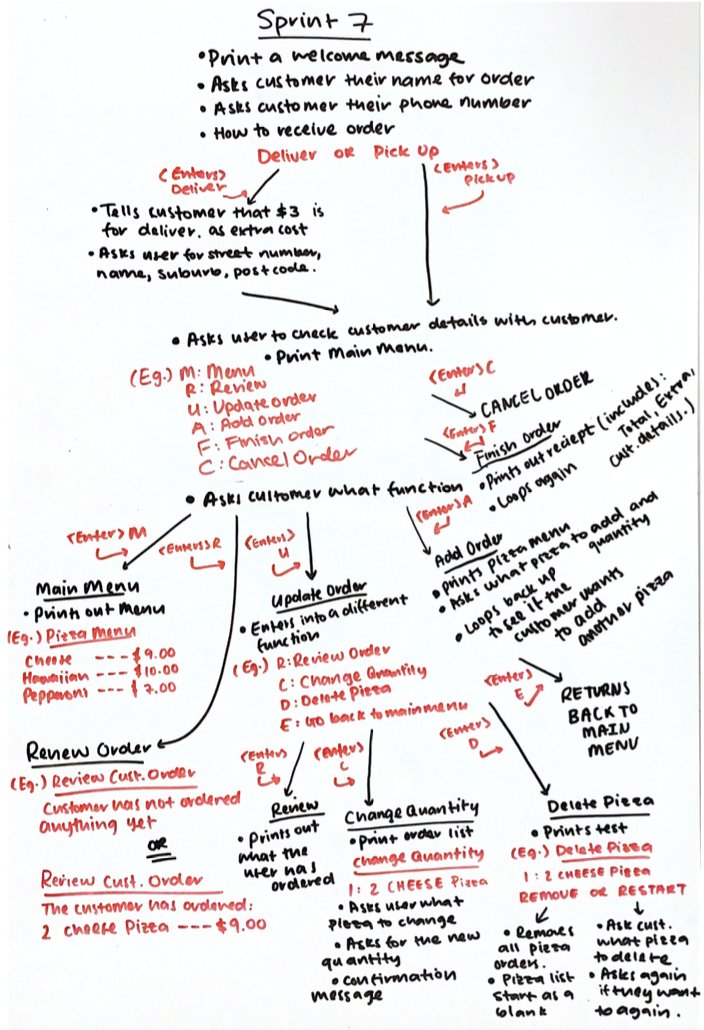 Sprint 7
• Print a welcome message
• Asks customer their name for order
• Asks customer their phone number
• How to receive order
Deliver OR Pick Up
(Enters)
Deliver
(Enters)
Pick up
• Tells customer that $3 is
for deliver. as extra cost
• Asks user for street number,
name, suburb, post code.
• Asks user to check customer details with customer.
• Print Main Menu.
(Eg.) M: Menu
R: Review
U: Update order
A: Add order
F: Finish order
C: Cancel Order
(Enter) C
CANCEL ORDER
(Enter) F
Finish Order
• Prints out reciept (includes:
Total, Extra,
Cust. details.)
• Loops again
• Asks customer what function
(Enter) M
(Enters) R
(Enters)
U
(Enter) A
Main Menu
• Prints out Menu
(Eg.) Pizza Menu
Cheese --- $9.00
Hawaiian --- $10.00
Pepperoni --- $7.00
Update Order
• Enters into a different
function
(Eg.) R: Review Order
C: Change Quantity
D: Delete Pizza
E: Go back to main menu
Add Order
• Prints Pizza menu
• Asks what pizza to add and
quantity
• Loops back up
to see if the
customer wants
to add
another pizza
(Enters)
E
RETURNS
BACK TO
MAIN
MENU
Review Order
(Eg.) Review Cust. Order
Customer has not ordered
anything yet
OR
Review Cust. Order
The customer has ordered:
2 cheese Pizza --- $9.00
(Enters
R
(Enter)
C
(Enter)
D
Review
• Prints out
what the
user has
ordered
Change Quantity
• Print order list
Change Quantity
1: 2 CHEESE Pizza
• Asks user what
pizza to change
• Asks for the new
quantity
• confirmation
message
Delete Pizza
• Prints test
(Eg.) Delete Pizza
1: 2 CHEESE Pizza
REMOVE OR RESTART
• Removes
all pizza
orders.
• Pizza list
start as a
blank
• Ask cust.
what pizza
to delete.
• Asks again
if they want
to again.